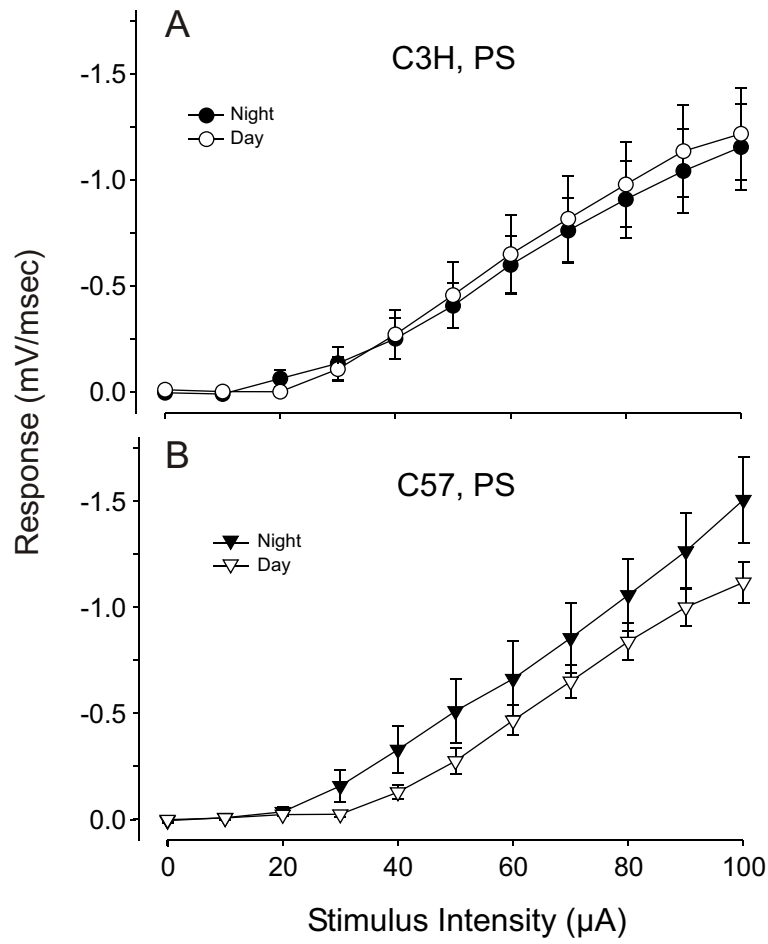 A
C3H, PS
-1.5
Night
Day
-1.0
-0.5
0.0
Response (mV/msec)
B
C57, PS
-1.5
Night
Day
-1.0
-0.5
0.0
0 20 40 60 80 100
Stimulus Intensity (µA)